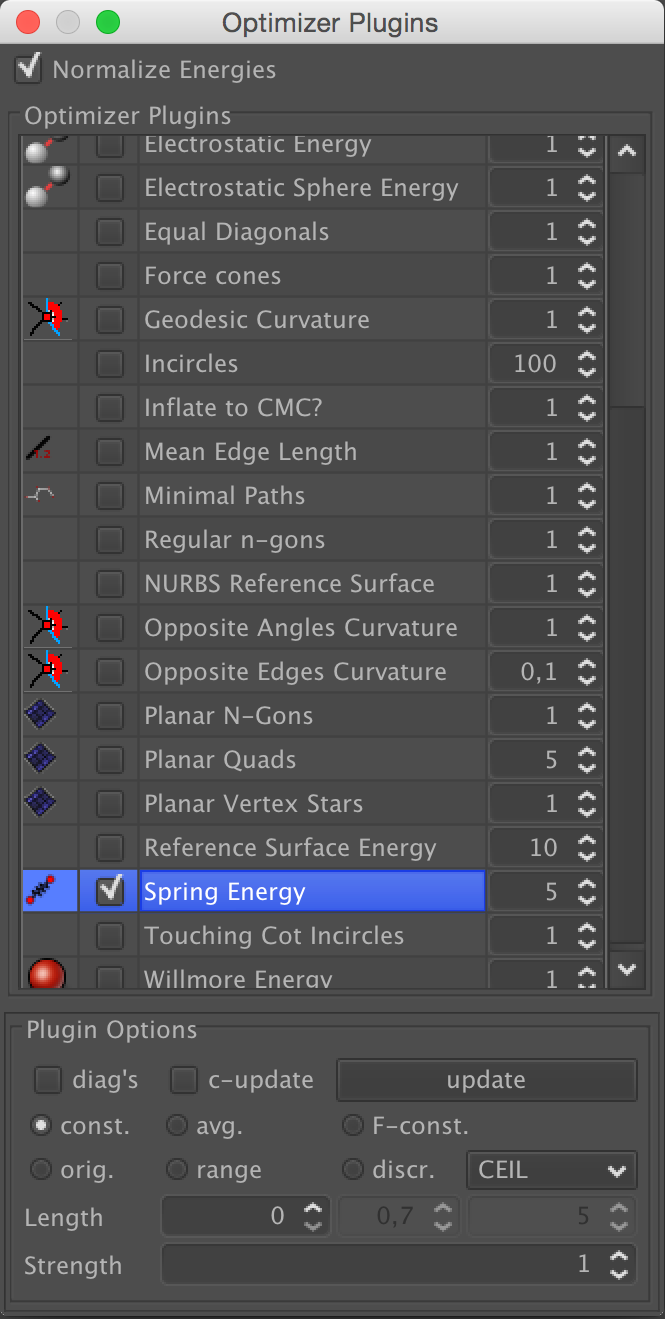 Optimizer Plugins
Normalize Energies
Optimizer Plugins
Electrostatic Energy 1
Electrostatic Sphere Energy 1
Equal Diagonals 1
Force cones 1
Geodesic Curvature 1
Incircles 100
Inflate to CMC? 1
1.2 Mean Edge Length 1
Minimal Paths 1
Regular n-gons 1
NURBS Reference Surface 1
Opposite Angles Curvature 1
Opposite Edges Curvature 0,1
Planar N-Gons 1
Planar Quads 5
Planar Vertex Stars 1
Reference Surface Energy 10
Spring Energy 5
Touching Cot Incircles 1
Willmore Energy 1
Plugin Options
diag's c-update update
const. avg. F-const.
orig. range discr. CEIL
Length 0 0,7 5
Strength 1